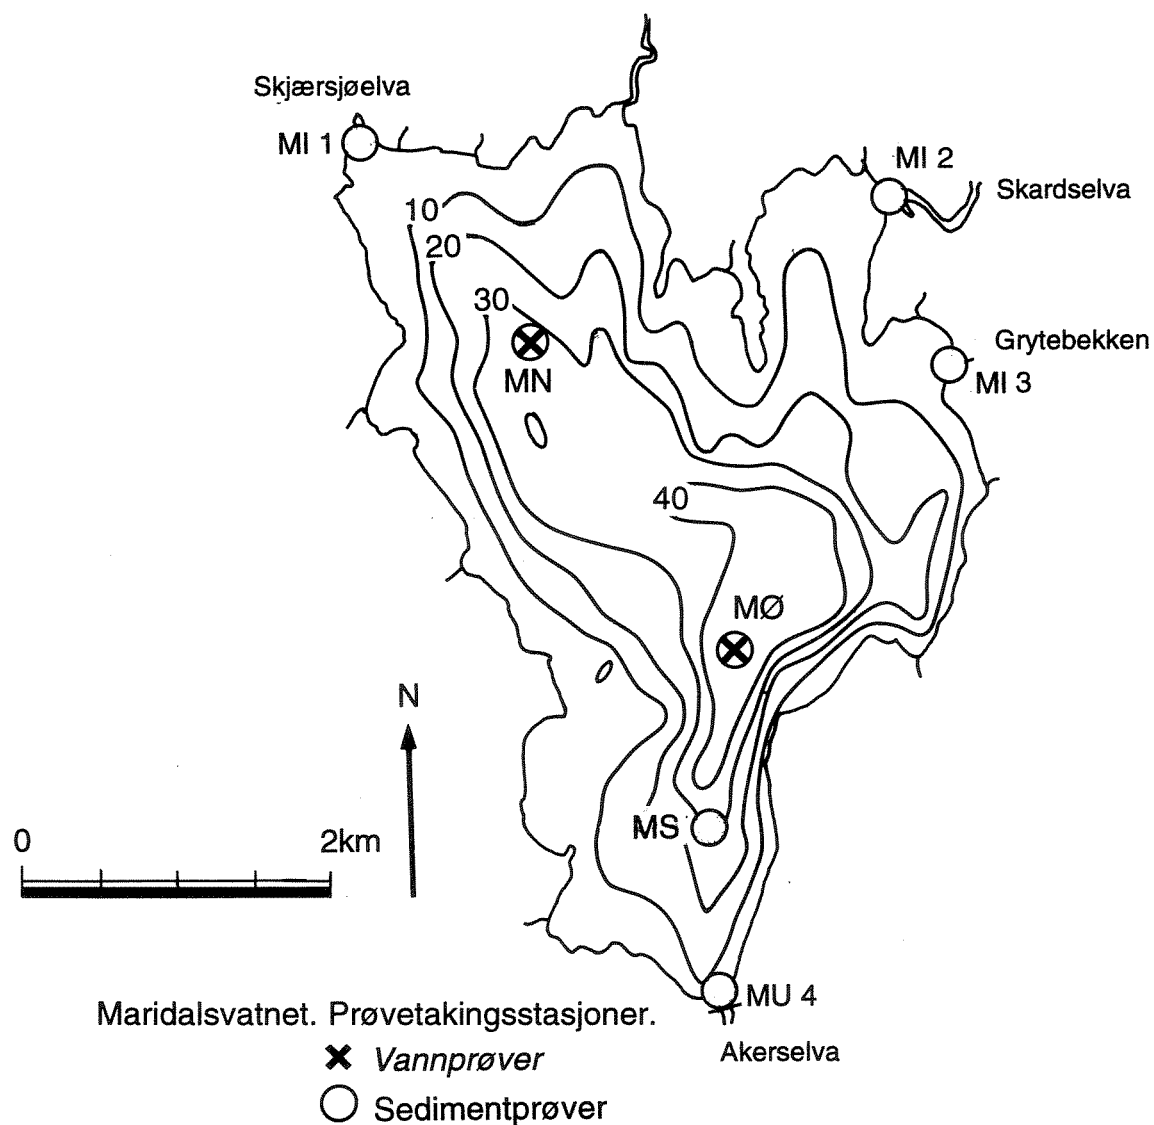 Skjærsjøelva
MI 1
MI 2
Skardselva
10
20
30
Grytebekken
MI 3
MN
40
MØ
N
MS
0 2km
MU 4
Maridalsvatnet. Prøvetakingsstasjoner.
Vannprøver
Akerselva
Sedimentprøver